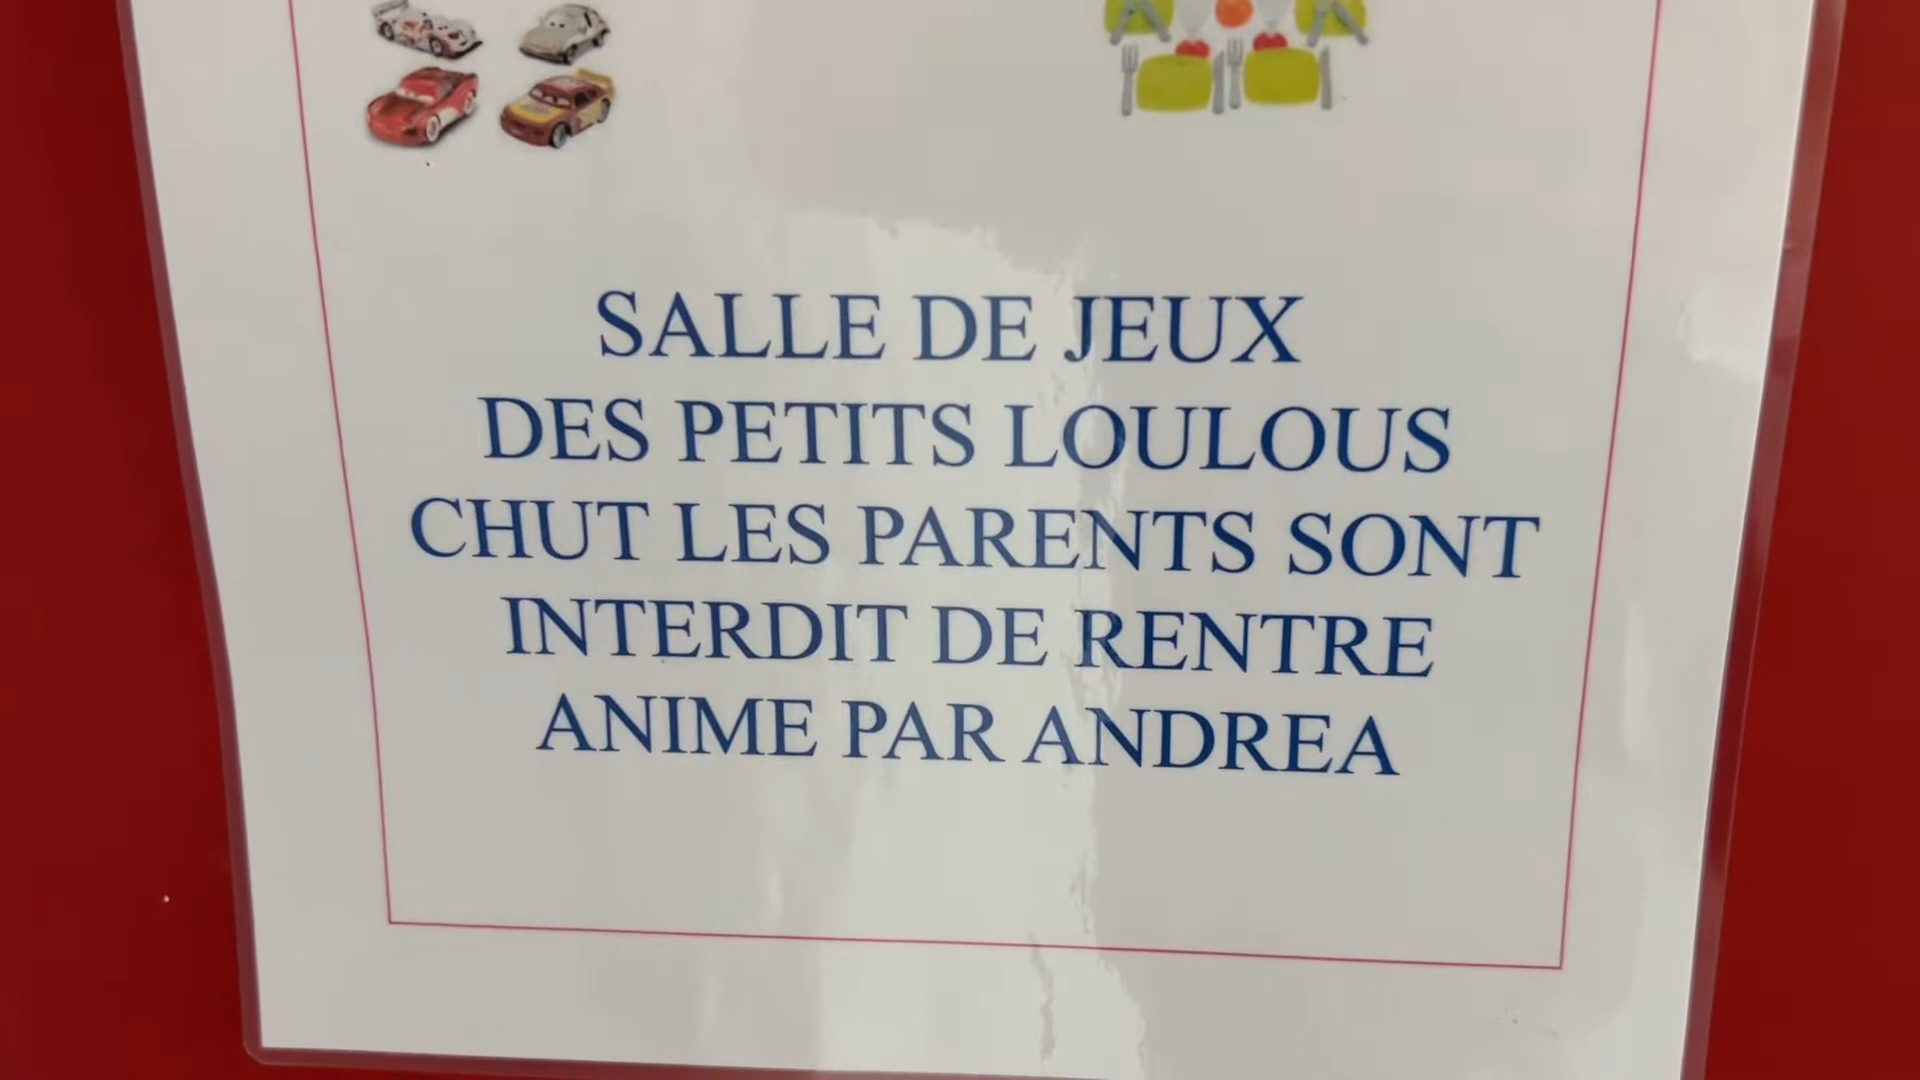 SALLE DE JEUX
DES PETITS LOULOUS
CHUT LES PARENTS SONT
INTERDIT DE RENTRE
ANIME PAR ANDREA